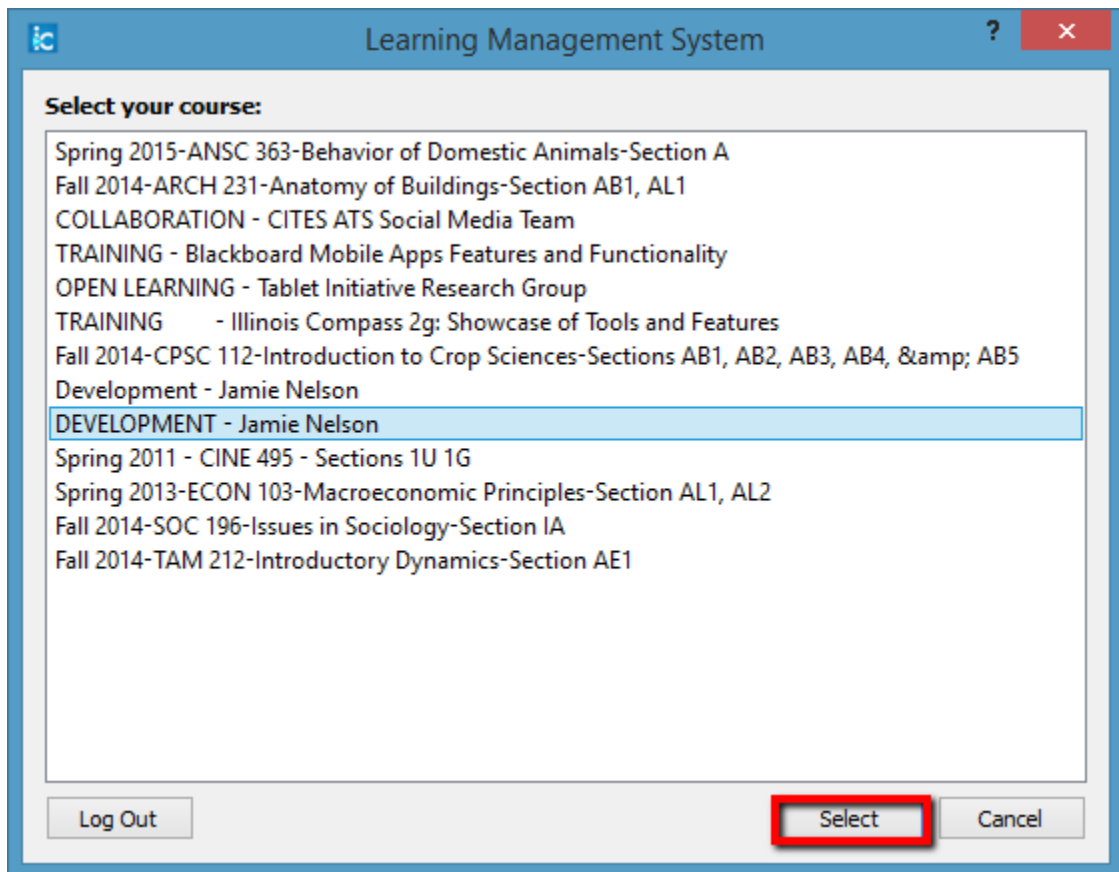 ic
Learning Management System
?
Select your course:
Spring 2015-ANSC 363-Behavior of Domestic Animals-Section A
Fall 2014-ARCH 231-Anatomy of Buildings-Section AB1, AL1
COLLABORATION - CITES ATS Social Media Team
TRAINING - Blackboard Mobile Apps Features and Functionality
OPEN LEARNING - Tablet Initiative Research Group
TRAINING       - Illinois Compass 2g: Showcase of Tools and Features
Fall 2014-CPSC 112-Introduction to Crop Sciences-Sections AB1, AB2, AB3, AB4, &amp; AB5
Development - Jamie Nelson
DEVELOPMENT - Jamie Nelson
Spring 2011 - CINE 495 - Sections 1U 1G
Spring 2013-ECON 103-Macroeconomic Principles-Section AL1, AL2
Fall 2014-SOC 196-Issues in Sociology-Section IA
Fall 2014-TAM 212-Introductory Dynamics-Section AE1
Log Out
Select
Cancel